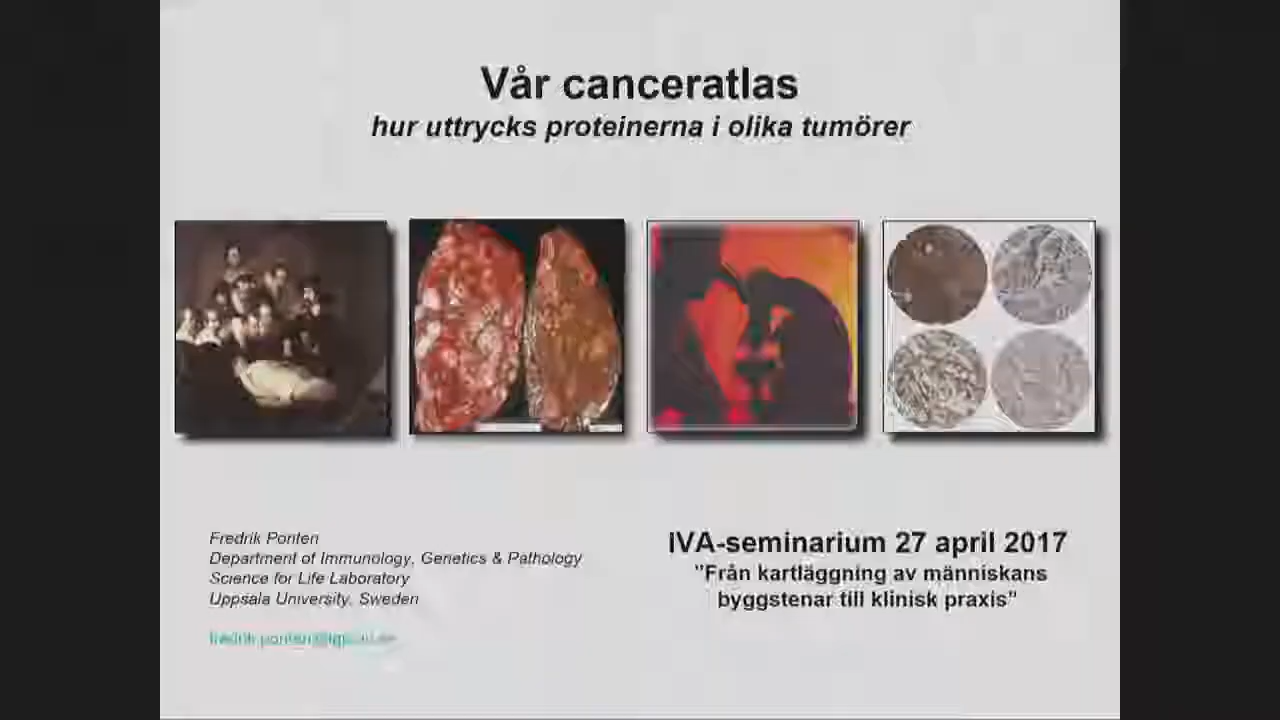 Vår canceratlas
hur uttrycks proteinerna i olika tumörer
Fredrik Ponten
Department of Immunology, Genetics & Pathology
Science for Life Laboratory
Uppsala University, Sweden
IVA-seminarium 27 april 2017
"Från kartläggning av människans
byggstenar till klinisk praxis"